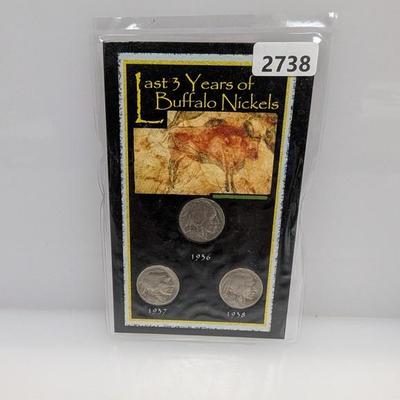 2738
Last 3 Years of
Buffalo Nickels
1936
1937
1938